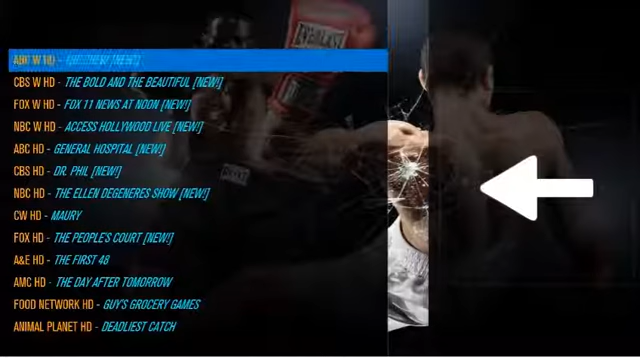 EVERLAST
ABC W HD -
CBS W HD - THE BOLD AND THE BEAUTIFUL [NEW!]
FOX W HD - FOX 11 NEWS AT NOON [NEW!]
NBC W HD - ACCESS HOLLYWOOD LIVE [NEW!]
ABC HD - GENERAL HOSPITAL [NEW!]
CBS HD - DR. PHIL [NEW!]
NBC HD - THE ELLEN DEGENERES SHOW [NEW!]
CW HD - MAURY
FOX HD - THE PEOPLE'S COURT [NEW!]
A&E HD - THE FIRST 48
AMC HD - THE DAY AFTER TOMORROW
FOOD NETWORK HD - GUY'S GROCERY GAMES
ANIMAL PLANET HD - DEADLIEST CATCH